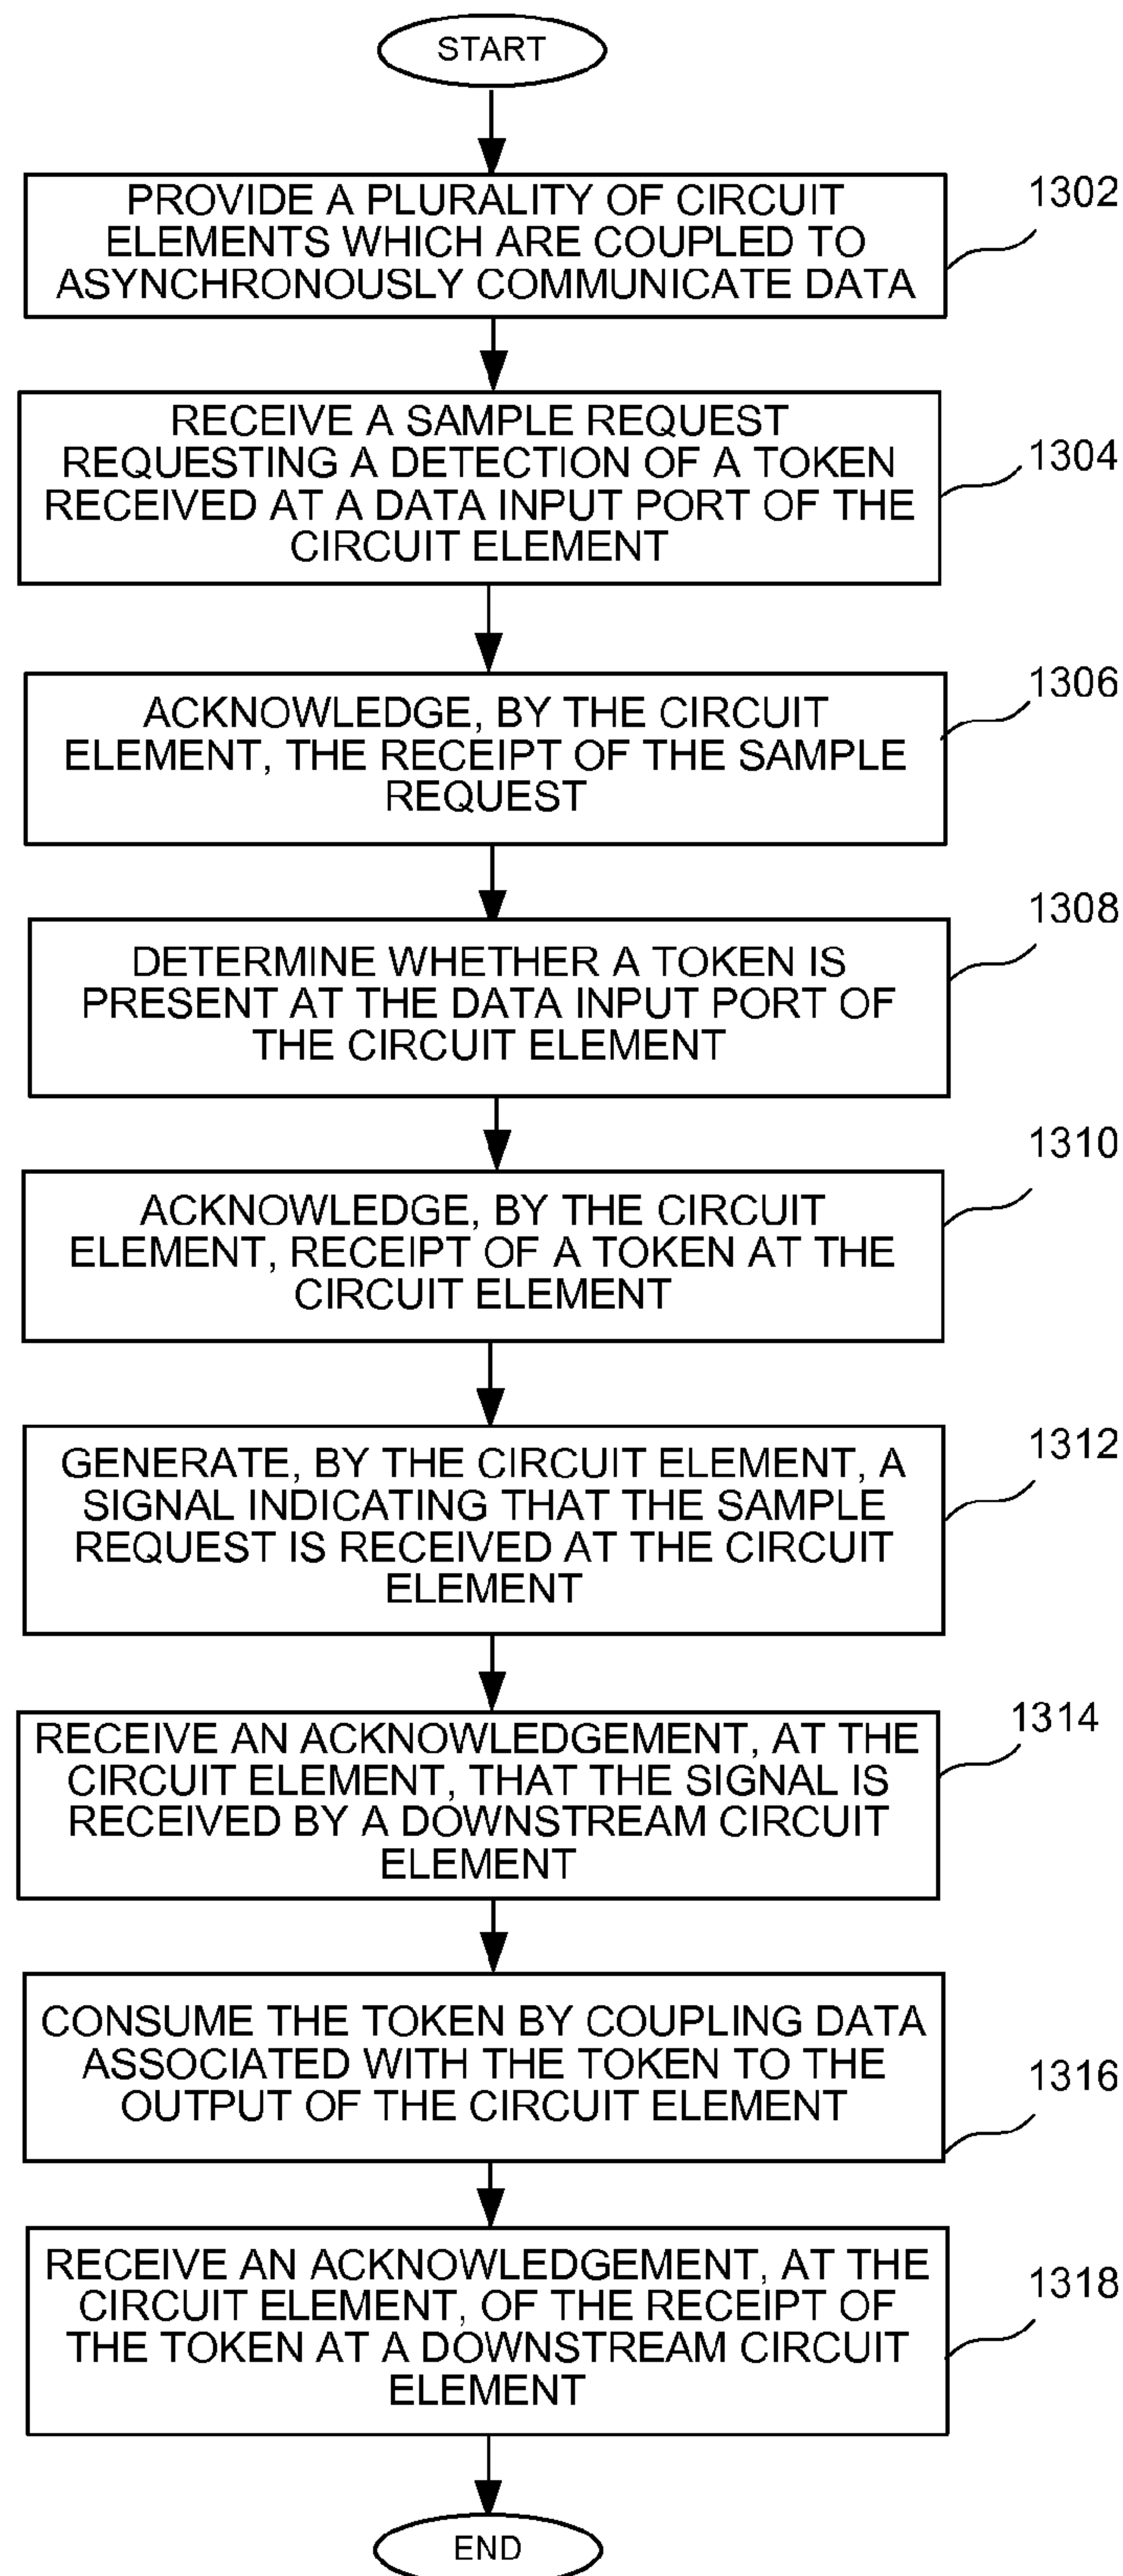 START
PROVIDE A PLURALITY OF CIRCUIT
ELEMENTS WHICH ARE COUPLED TO
ASYNCHRONOUSLY COMMUNICATE DATA
1302
RECEIVE A SAMPLE REQUEST
REQUESTING A DETECTION OF A TOKEN
RECEIVED AT A DATA INPUT PORT OF THE
CIRCUIT ELEMENT
1304
ACKNOWLEDGE, BY THE CIRCUIT
ELEMENT, THE RECEIPT OF THE SAMPLE
REQUEST
1306
DETERMINE WHETHER A TOKEN IS
PRESENT AT THE DATA INPUT PORT OF
THE CIRCUIT ELEMENT
1308
ACKNOWLEDGE, BY THE CIRCUIT
ELEMENT, RECEIPT OF A TOKEN AT THE
CIRCUIT ELEMENT
1310
GENERATE, BY THE CIRCUIT ELEMENT, A
SIGNAL INDICATING THAT THE SAMPLE
REQUEST IS RECEIVED AT THE CIRCUIT
ELEMENT
1312
RECEIVE AN ACKNOWLEDGEMENT, AT THE
CIRCUIT ELEMENT, THAT THE SIGNAL IS
RECEIVED BY A DOWNSTREAM CIRCUIT
ELEMENT
1314
CONSUME THE TOKEN BY COUPLING DATA
ASSOCIATED WITH THE TOKEN TO THE
OUTPUT OF THE CIRCUIT ELEMENT
1316
RECEIVE AN ACKNOWLEDGEMENT, AT THE
CIRCUIT ELEMENT, OF THE RECEIPT OF
THE TOKEN AT A DOWNSTREAM CIRCUIT
ELEMENT
1318
END